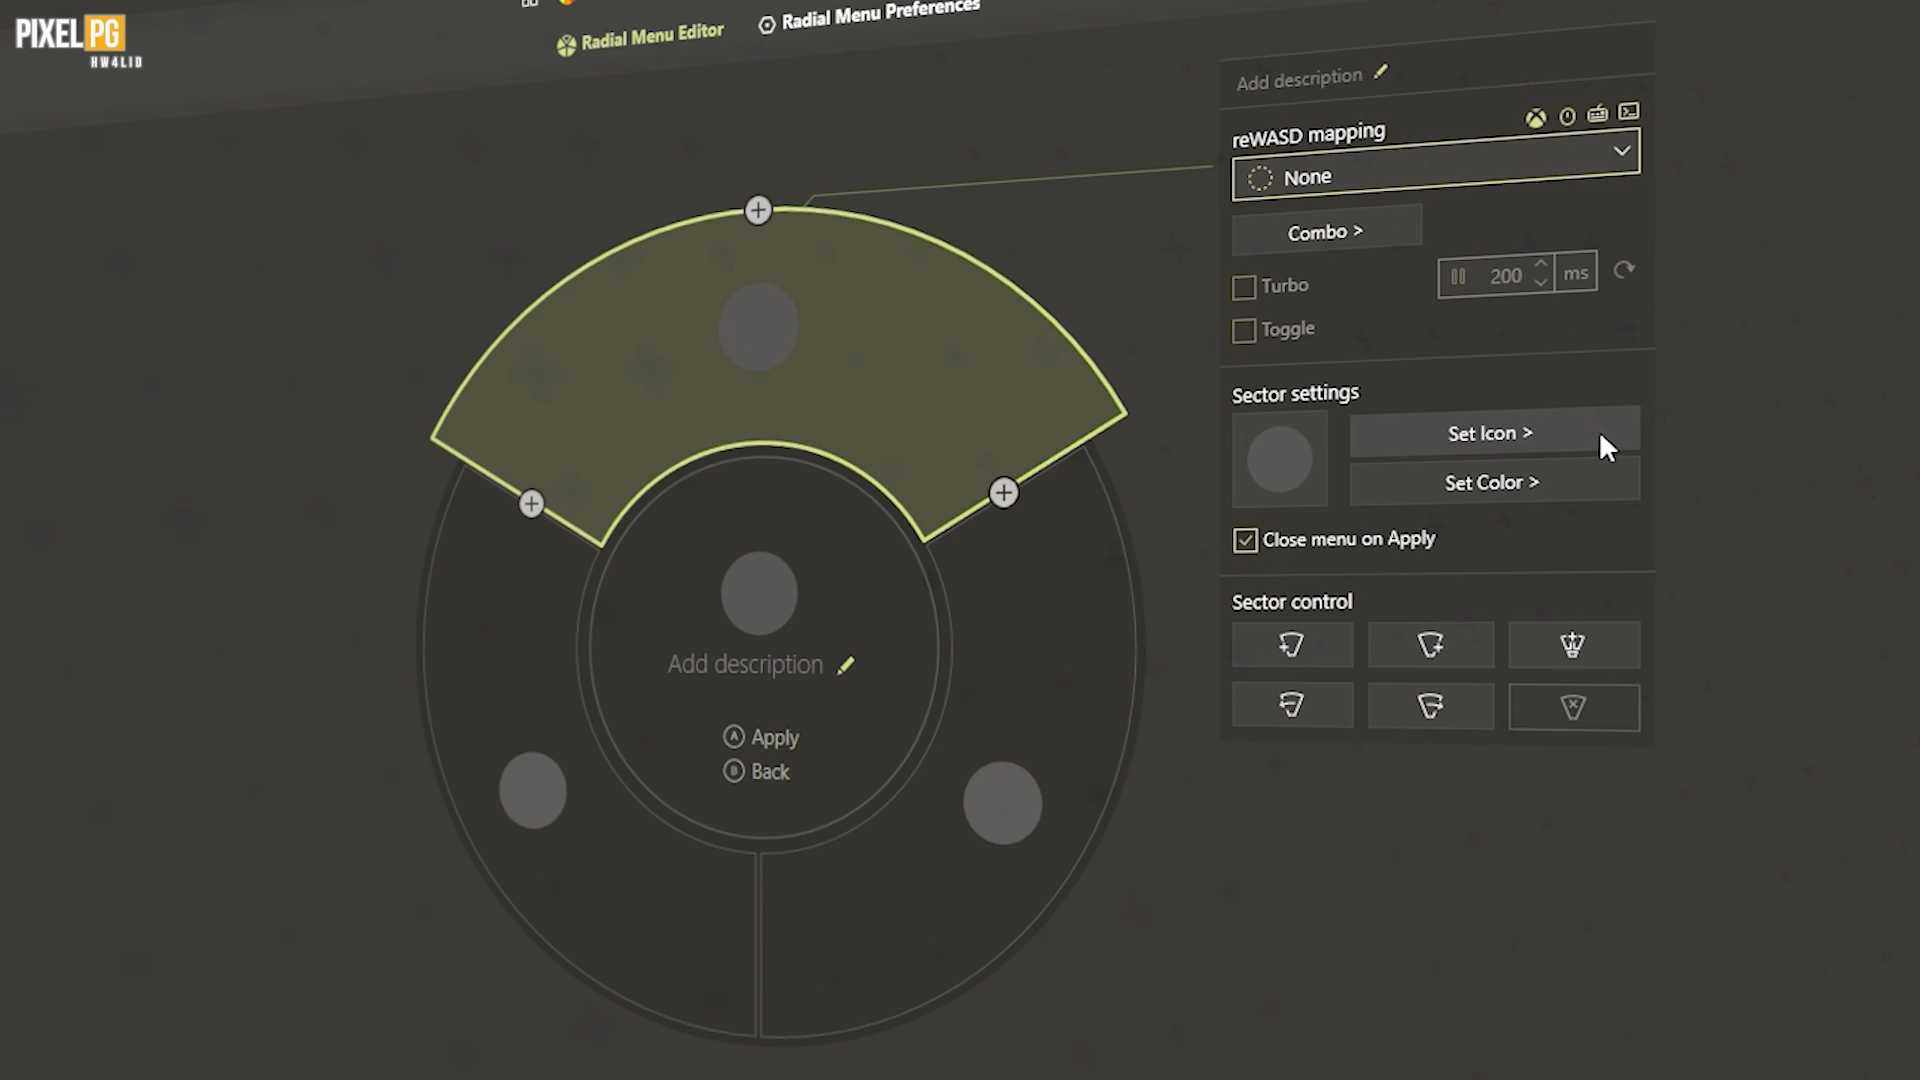 PIXEL PG
HW4LID
Radial Menu Editor
Radial Menu Preferences
Add description
reWASD mapping
None
Combo >
Turbo
200
ms
Toggle
Sector settings
Set Icon >
Set Color >
Close menu on Apply
Sector control
Add description
A Apply
B Back